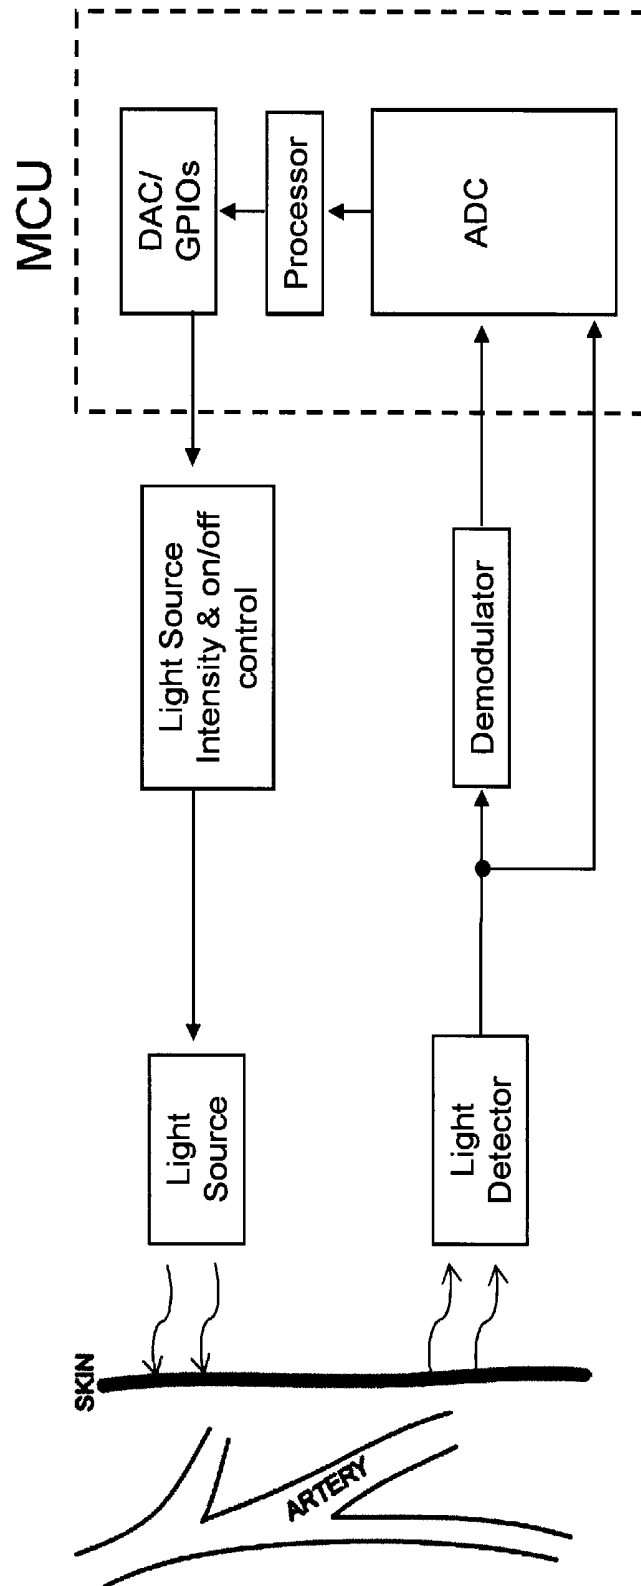 MCU
DAC/
GPIOs
Processor
ADC
Light Source
Intensity & on/off
control
Demodulator
Light
Source
Light
Detector
SKIN
ARTERY